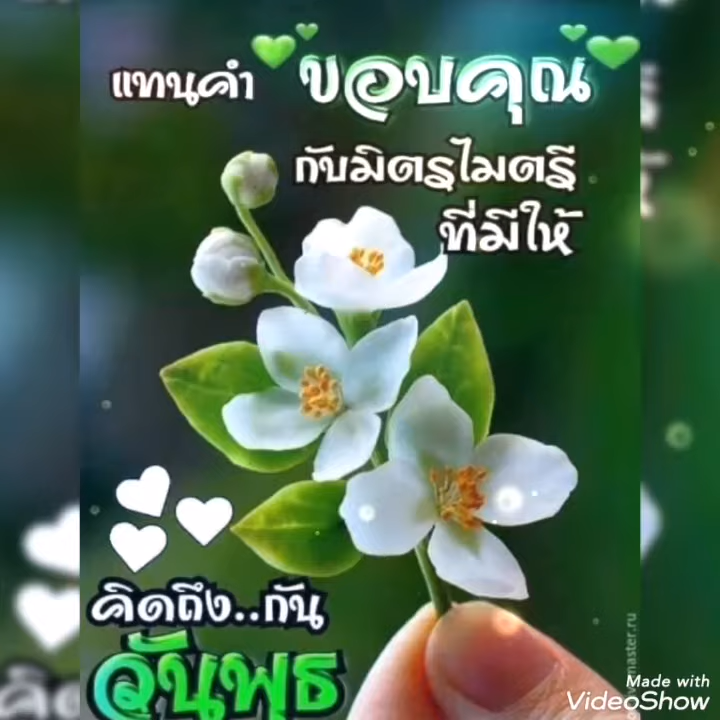 แทนคำ ขอบคุณ
กับมิตรไมตรี
ที่มีให้
คิดถึง..กัน
วันพุธ
Made with
VideoShow